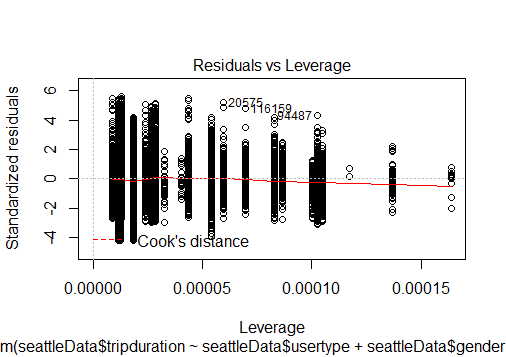 Residuals vs Leverage
Standardized residuals
6
4
2
0
-2
-4
20575
116159
94487
Cook's distance
0.00000
0.00005
0.00010
0.00015
Leverage
m(seattleData$tripduration ~ seattleData$usertype + seattleData$gender